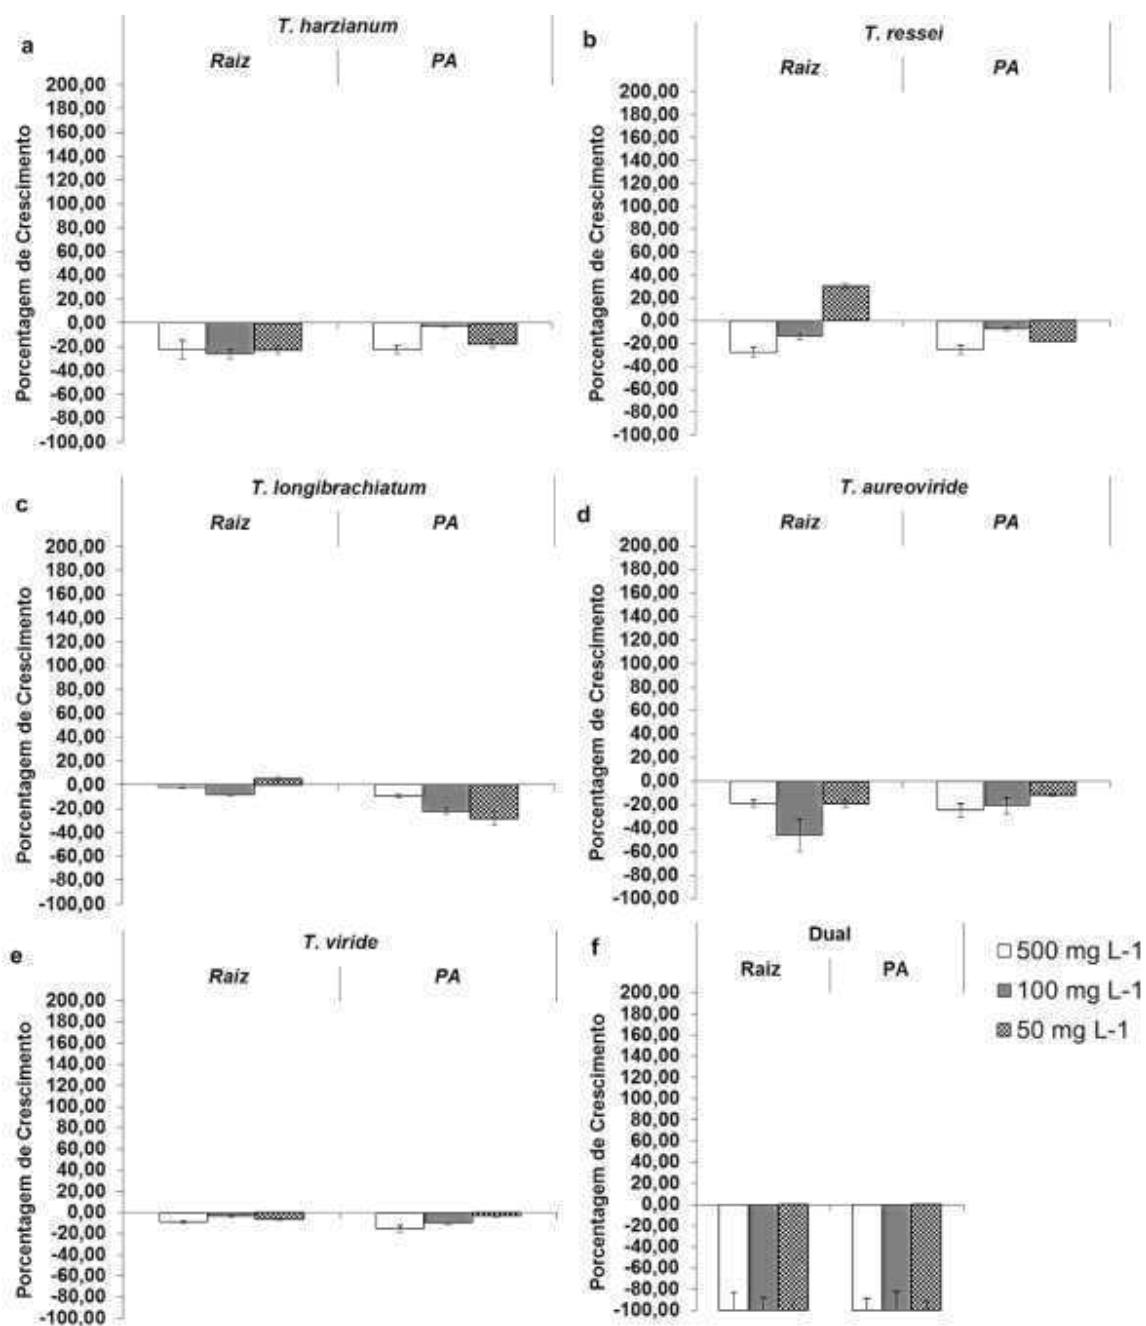 a
T. harzianum
Raiz
PA
Porcentagem de Crescimento
200,00
180,00
160,00
140,00
120,00
100,00
80,00
60,00
40,00
20,00
0,00
-20,00
-40,00
-60,00
-80,00
-100,00
b
T. ressei
Raiz
PA
Porcentagem de Crescimento
200,00
180,00
160,00
140,00
120,00
100,00
80,00
60,00
40,00
20,00
0,00
-20,00
-40,00
-60,00
-80,00
-100,00
c
T. longibrachiatum
Raiz
PA
Porcentagem de Crescimento
200,00
180,00
160,00
140,00
120,00
100,00
80,00
60,00
40,00
20,00
0,00
-20,00
-40,00
-60,00
-80,00
-100,00
d
T. aureoviride
Raiz
PA
Porcentagem de Crescimento
200,00
180,00
160,00
140,00
120,00
100,00
80,00
60,00
40,00
20,00
0,00
-20,00
-40,00
-60,00
-80,00
-100,00
e
T. viride
Raiz
PA
Porcentagem de Crescimento
200,00
180,00
160,00
140,00
120,00
100,00
80,00
60,00
40,00
20,00
0,00
-20,00
-40,00
-60,00
-80,00
-100,00
f
Dual
Raiz
PA
Porcentagem de Crescimento
200,00
180,00
160,00
140,00
120,00
100,00
80,00
60,00
40,00
20,00
0,00
-20,00
-40,00
-60,00
-80,00
-100,00
500 mg L-1
100 mg L-1
50 mg L-1